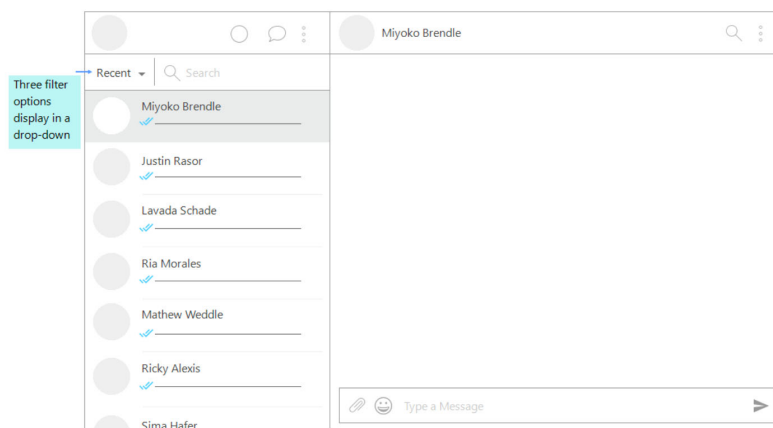 Miyoko Brendle
Recent
Search
Three filter
options
display in a
drop-down
Miyoko Brendle
Justin Rasor
Lavada Schade
Ria Morales
Mathew Weddle
Ricky Alexis
Sima Hafer
Type a Message